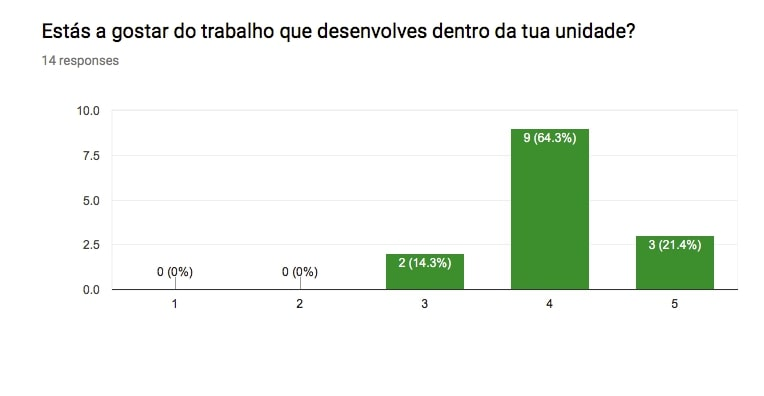 Estás a gostar do trabalho que desenvolves dentro da tua unidade?
14 responses
10.0
7.5
5.0
2.5
0.0
0 (0%) 0 (0%) 2 (14.3%) 9 (64.3%) 3 (21.4%)
1 2 3 4 5